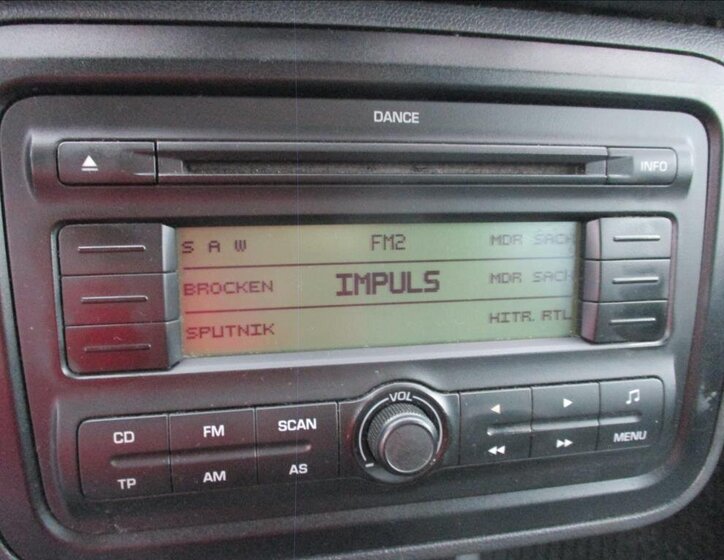 DANCE
INFO
S A W FM2 MDR SACH
BROCKEN IMPULS MDR SACH
SPUTNIK HITR. RTL
VOL
CD FM SCAN
TP AM AS
MENU